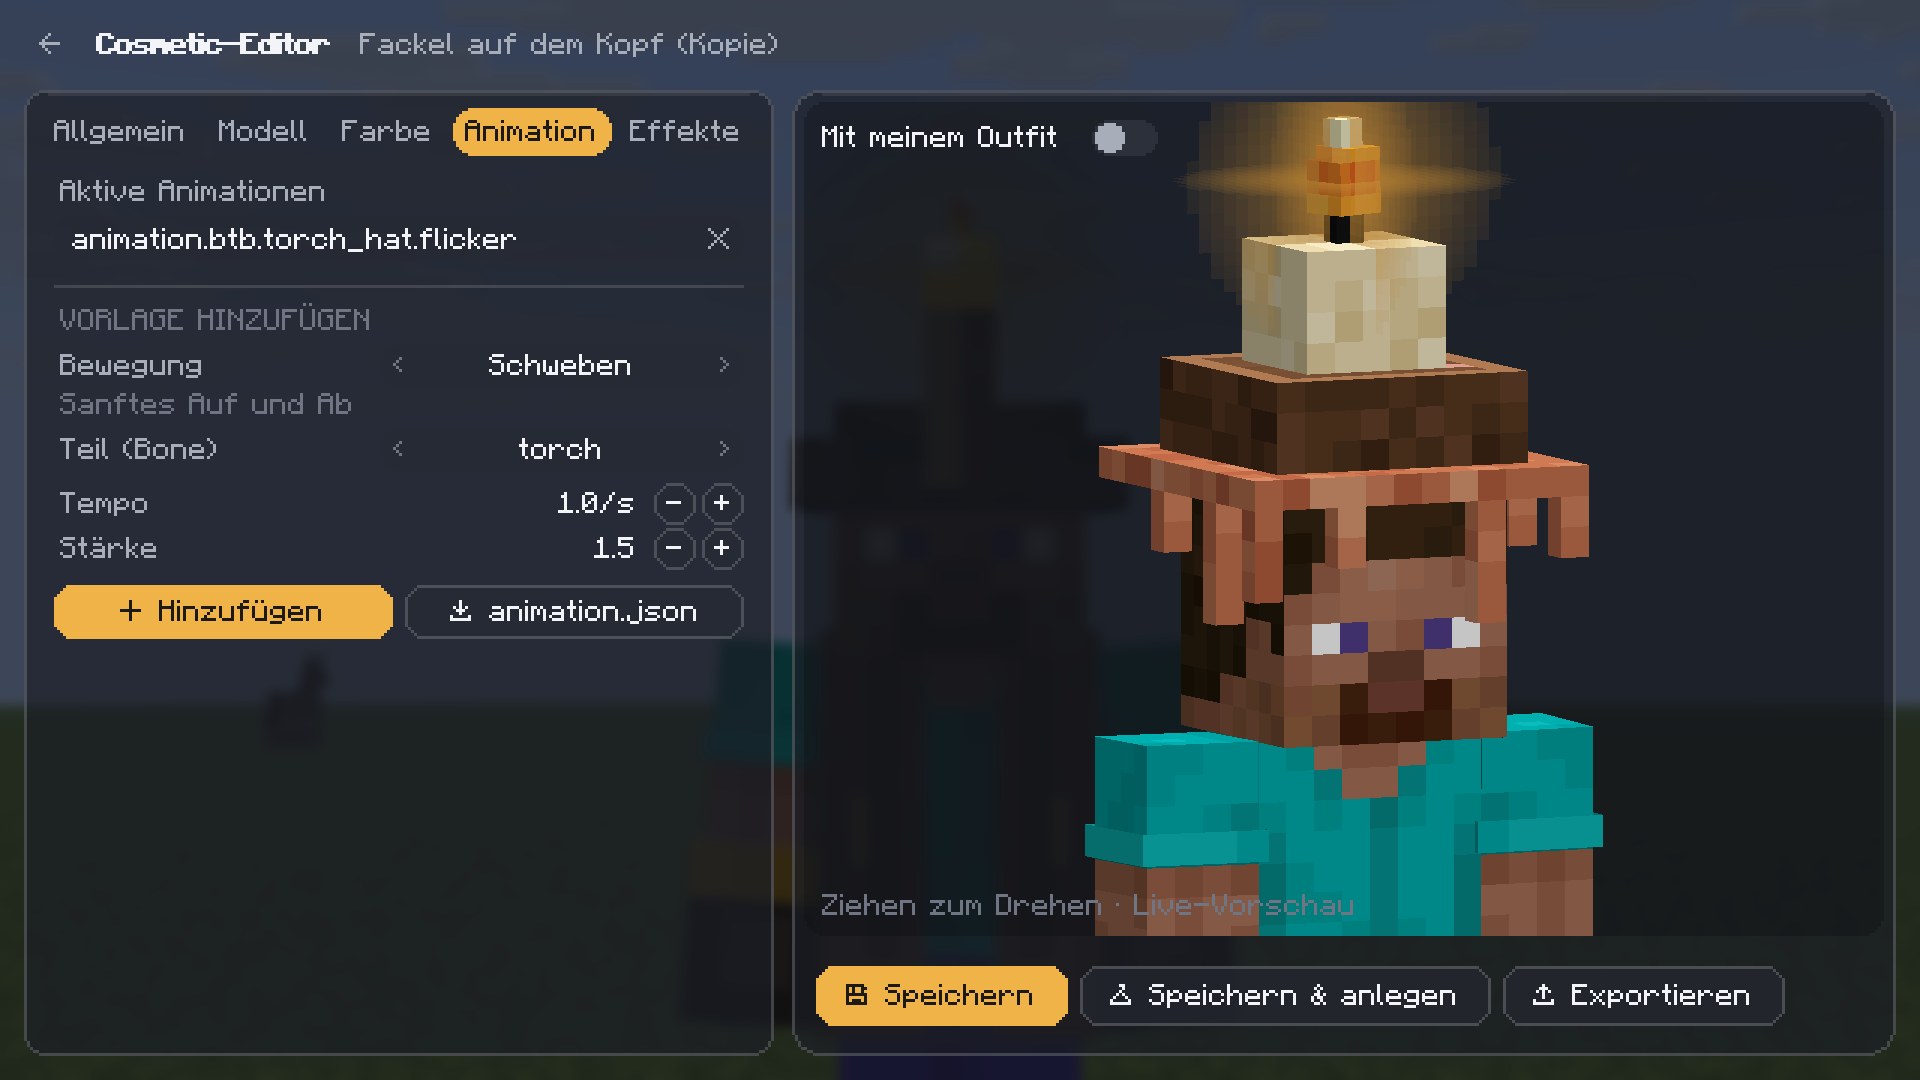 Cosmetic-Editor Fackel auf dem Kopf (Kopie)
Allgemein Modell Farbe Animation Effekte
Aktive Animationen
animation.btb.torch_hat.flicker
VORLAGE HINZUFÜGEN
Bewegung < Schweben >
Sanftes Auf und Ab
Teil (Bone) < torch >
Tempo 1.0/s − +
Stärke 1.5 − +
+ Hinzufügen animation.json
Mit meinem Outfit
Ziehen zum Drehen · Live-Vorschau
Speichern Speichern & anlegen Exportieren